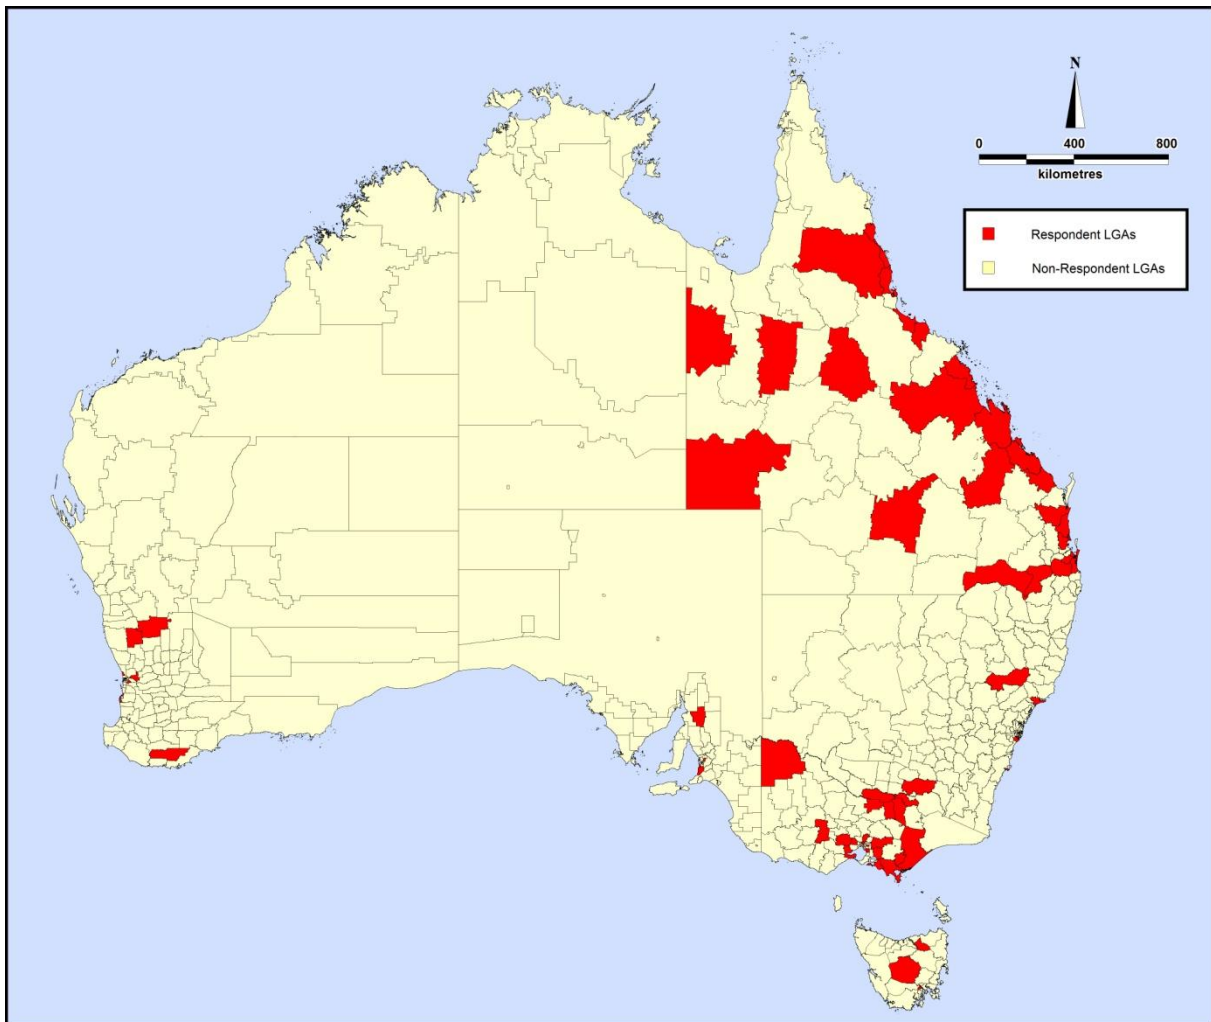 N
0 400 800
kilometres
Respondent LGAs
Non-Respondent LGAs